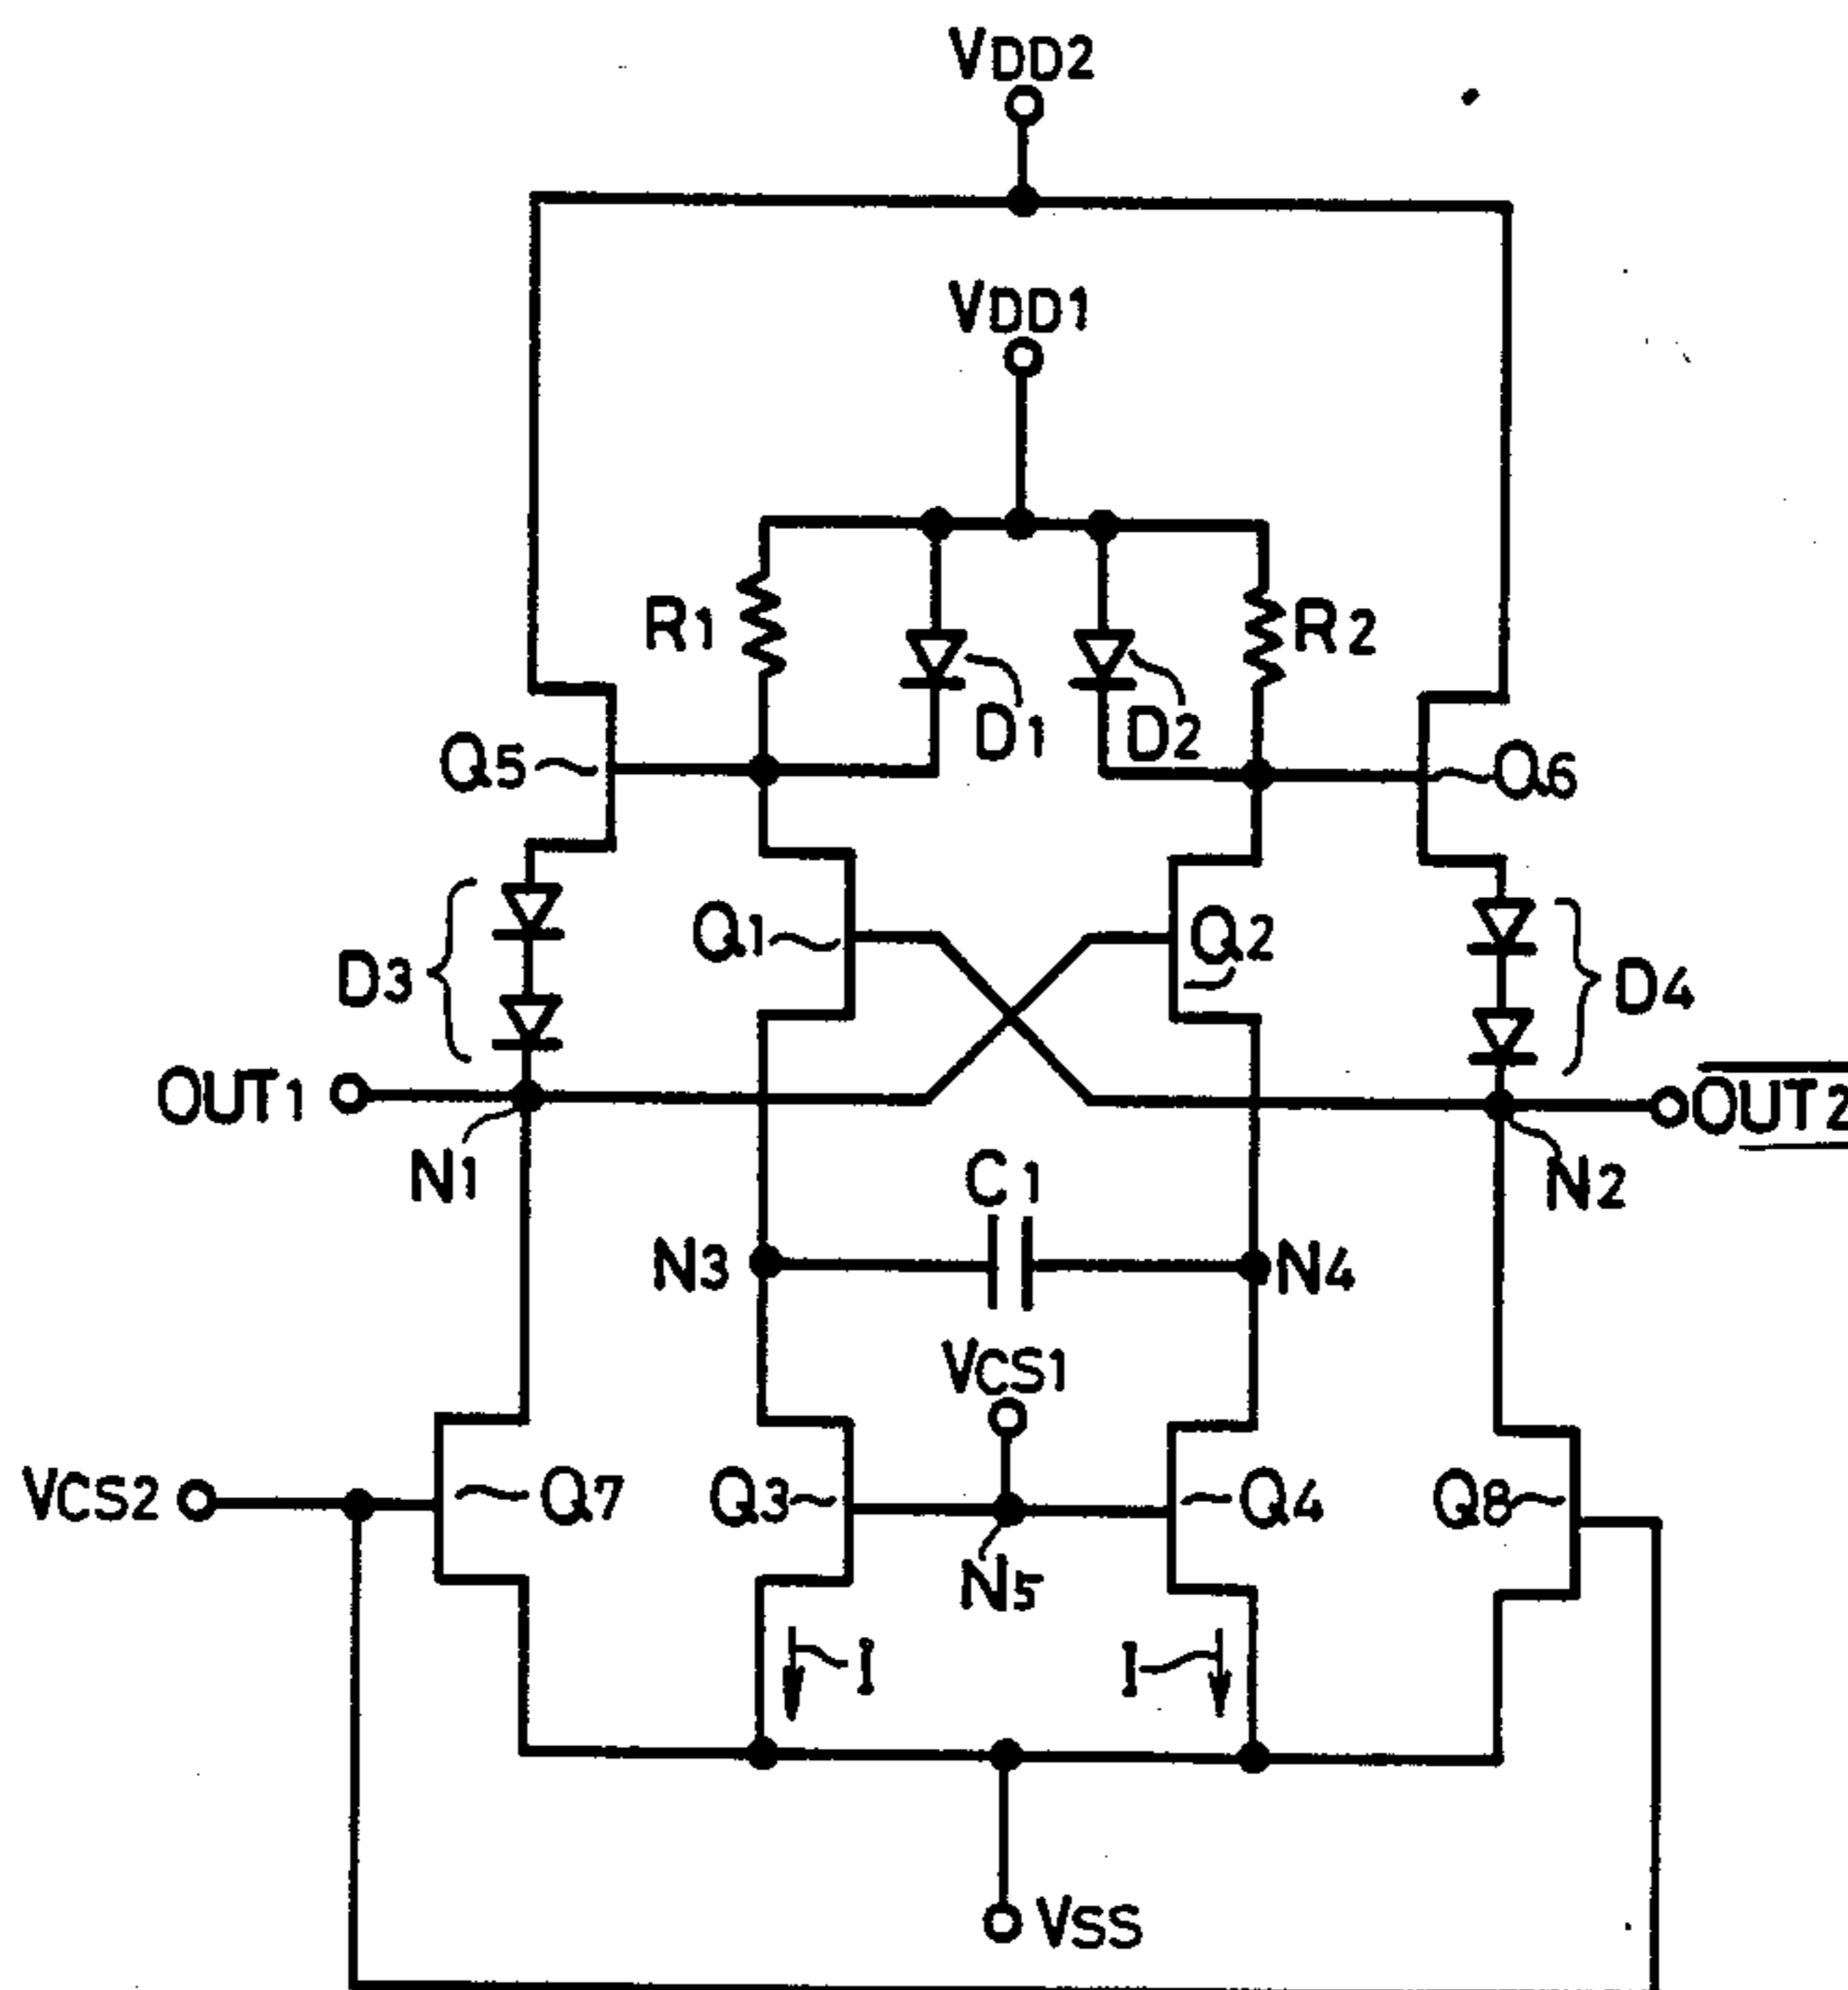 VDD2
VDD1
R1
R2
D1
D2
Q5
Q6
Q1
Q2
D3
D4
OUT1
OUT2
N1
N2
C1
N3
N4
VCS1
VCS2
Q7
Q3
Q4
Q8
N5
I
I
VSS